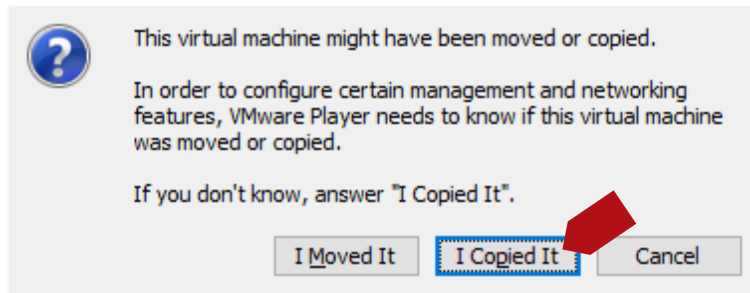 This virtual machine might have been moved or copied.
In order to configure certain management and networking
features, VMware Player needs to know if this virtual machine
was moved or copied.
If you don't know, answer "I Copied It".
I Moved It
I Copied It
Cancel